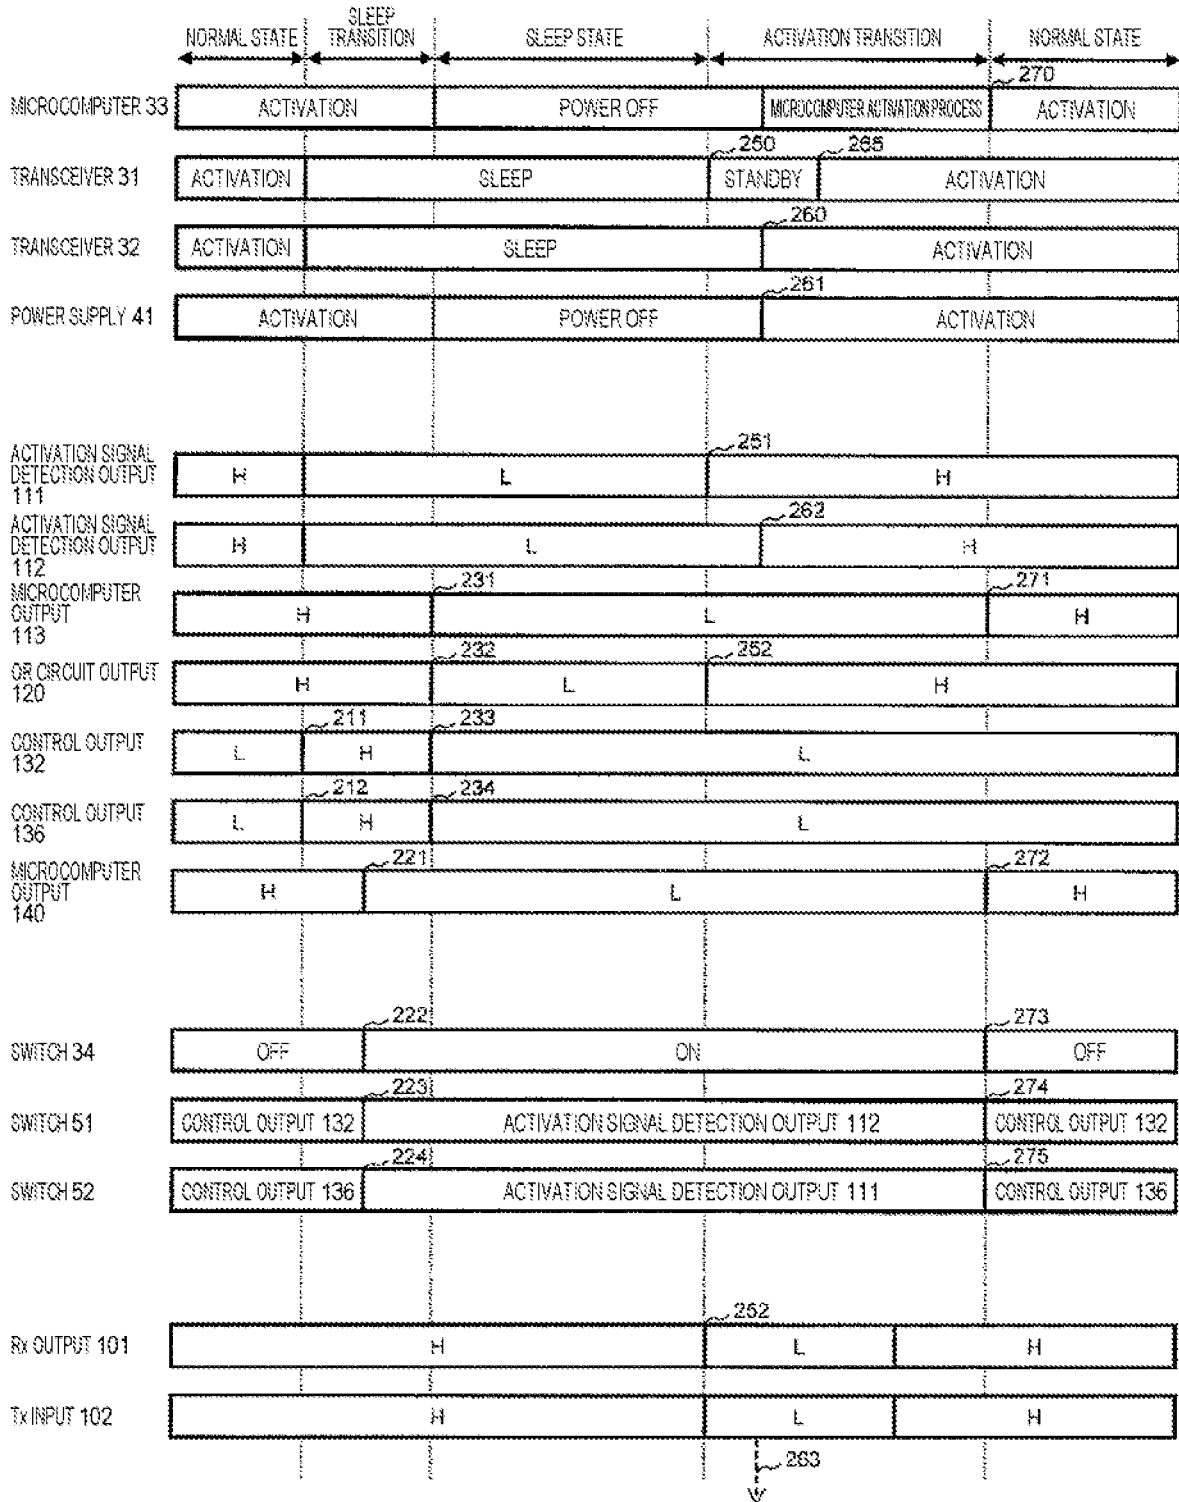 NORMAL STATE SLEEP TRANSITION SLEEP STATE ACTIVATION TRANSITION NORMAL STATE
270
MICROCOMPUTER 33 ACTIVATION POWER OFF MICROCOMPUTER ACTIVATION PROCESS ACTIVATION
250 265
TRANSCEIVER 31 ACTIVATION SLEEP STANDBY ACTIVATION
260
TRANSCEIVER 32 ACTIVATION SLEEP ACTIVATION
261
POWER SUPPLY 41 ACTIVATION POWER OFF ACTIVATION
251
ACTIVATION SIGNAL DETECTION OUTPUT 111 H L H
262
ACTIVATION SIGNAL DETECTION OUTPUT 112 H L H
231 271
MICROCOMPUTER OUTPUT 113 H L H
232 252
OR CIRCUIT OUTPUT 120 H L H
211 233
CONTROL OUTPUT 132 L H L
212 234
CONTROL OUTPUT 136 L H L
221 272
MICROCOMPUTER OUTPUT 140 H L H
222 273
SWITCH 34 OFF ON OFF
223 274
SWITCH 51 CONTROL OUTPUT 132 ACTIVATION SIGNAL DETECTION OUTPUT 112 CONTROL OUTPUT 132
224 275
SWITCH 52 CONTROL OUTPUT 136 ACTIVATION SIGNAL DETECTION OUTPUT 111 CONTROL OUTPUT 136
252
Rx OUTPUT 101 H L H
Tx INPUT 102 H L H
263